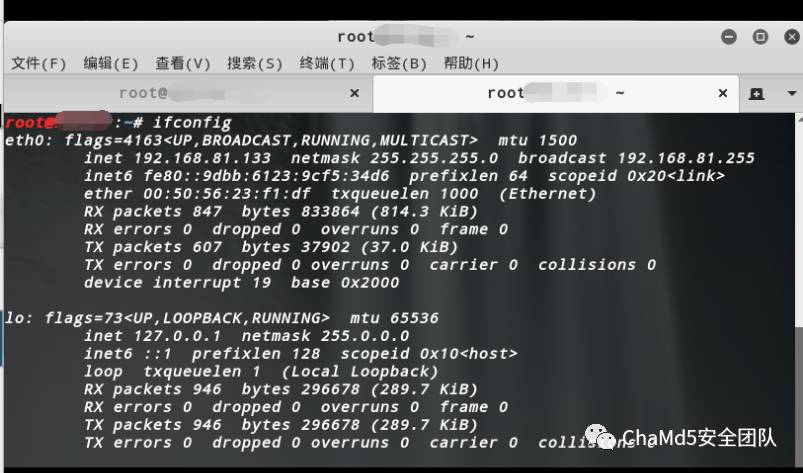 root ~
文件(F) 编辑(E) 查看(V) 搜索(S) 终端(T) 标签(B) 帮助(H)
root@ × root ~ ×
root@ :~# ifconfig
eth0: flags=4163<UP,BROADCAST,RUNNING,MULTICAST> mtu 1500
inet 192.168.81.133 netmask 255.255.255.0 broadcast 192.168.81.255
inet6 fe80::9dbb:6123:9cf5:34d6 prefixlen 64 scopeid 0x20<link>
ether 00:50:56:23:f1:df txqueuelen 1000 (Ethernet)
RX packets 847 bytes 833864 (814.3 KiB)
RX errors 0 dropped 0 overruns 0 frame 0
TX packets 607 bytes 37902 (37.0 KiB)
TX errors 0 dropped 0 overruns 0 carrier 0 collisions 0
device interrupt 19 base 0x2000
lo: flags=73<UP,LOOPBACK,RUNNING> mtu 65536
inet 127.0.0.1 netmask 255.0.0.0
inet6 ::1 prefixlen 128 scopeid 0x10<host>
loop txqueuelen 1 (Local Loopback)
RX packets 946 bytes 296678 (289.7 KiB)
RX errors 0 dropped 0 overruns 0 frame 0
TX packets 946 bytes 296678 (289.7 KiB)
TX errors 0 dropped 0 overruns 0 carrier 0 collisions 0
ChaMd5安全团队